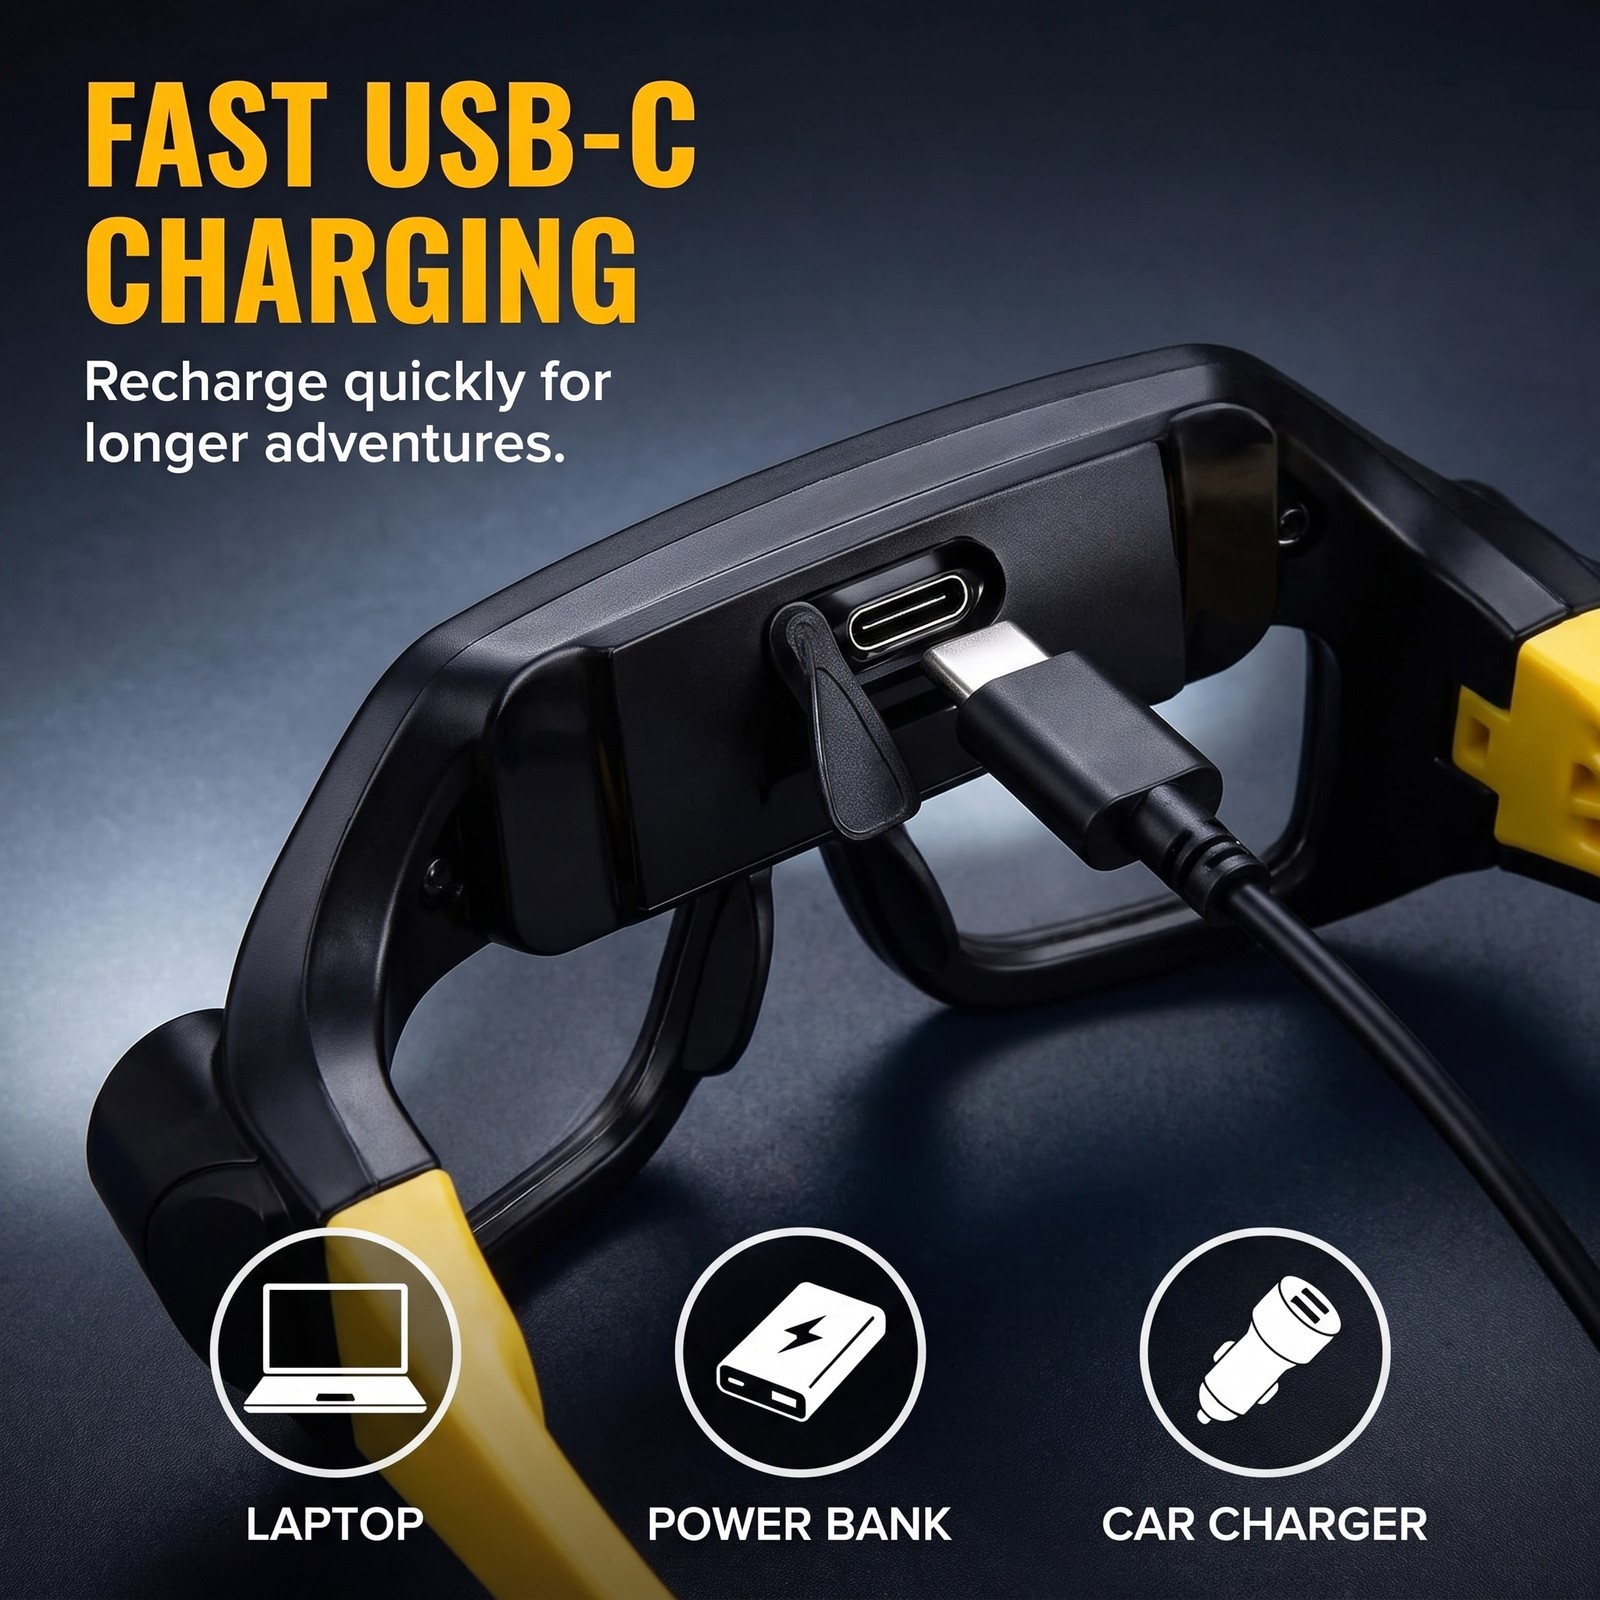 FAST USB-C
CHARGING
Recharge quickly for
longer adventures.
LAPTOP
POWER BANK
CAR CHARGER